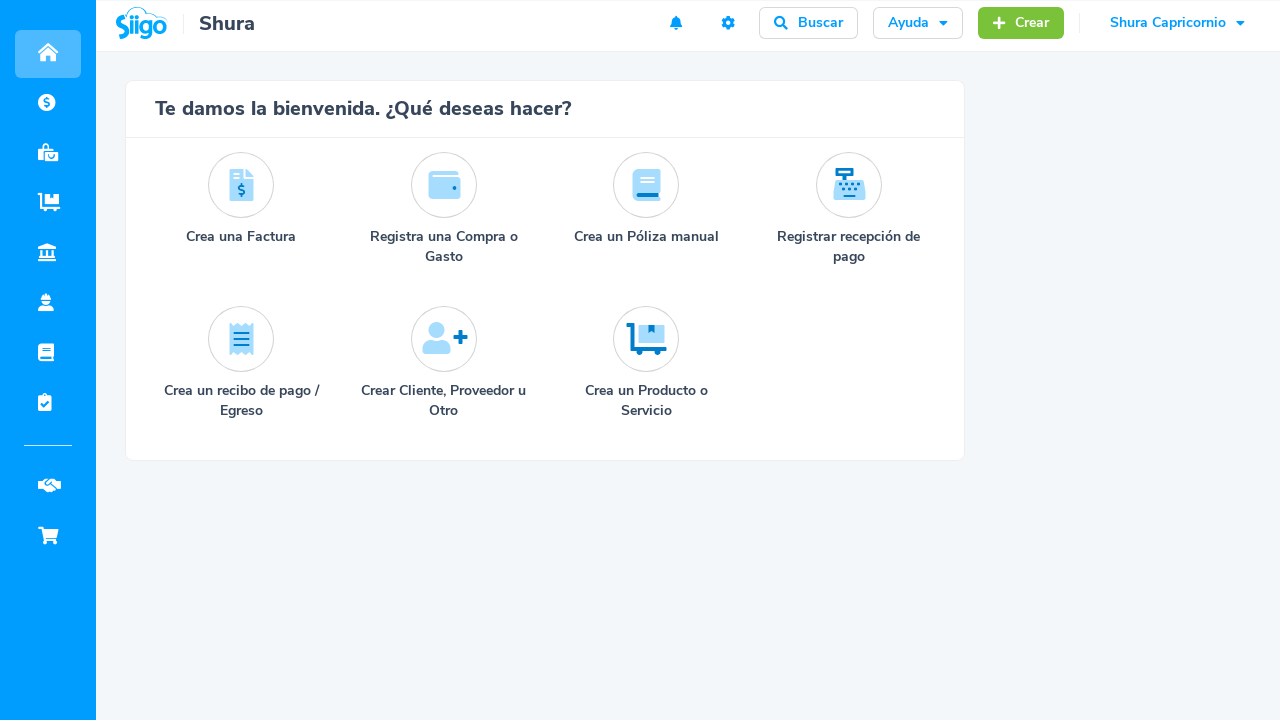 Siigo
Shura
Buscar
Ayuda
Crear
Shura Capricornio
Te damos la bienvenida. ¿Qué deseas hacer?
Crea una Factura
Registra una Compra o
Gasto
Crea un Póliza manual
Registrar recepción de
pago
Crea un recibo de pago /
Egreso
Crear Cliente, Proveedor u
Otro
Crea un Producto o
Servicio